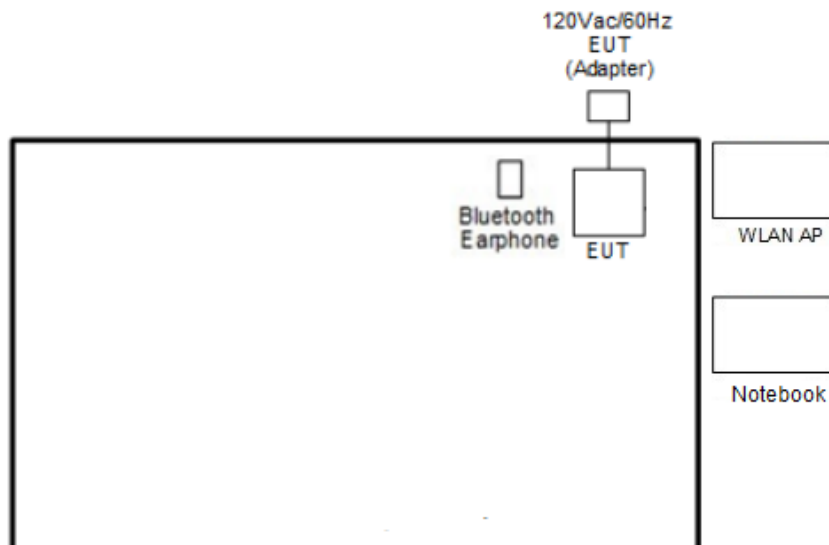 120Vac/60Hz
EUT
(Adapter)
Bluetooth
Earphone
EUT
WLAN AP
Notebook